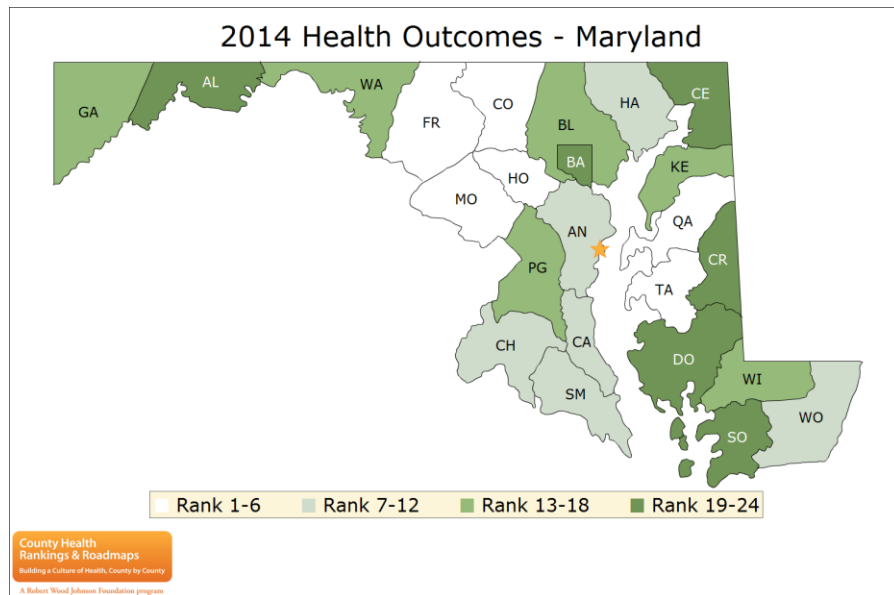 2014 Health Outcomes - Maryland
GA
AL
WA
FR
CO
BL
HA
CE
BA
KE
HO
MO
AN
QA
PG
CR
TA
CH
CA
DO
WI
SM
WO
SO
Rank 1-6 Rank 7-12 Rank 13-18 Rank 19-24
County Health
Rankings & Roadmaps
Building a Culture of Health, County by County
A Robert Wood Johnson Foundation program